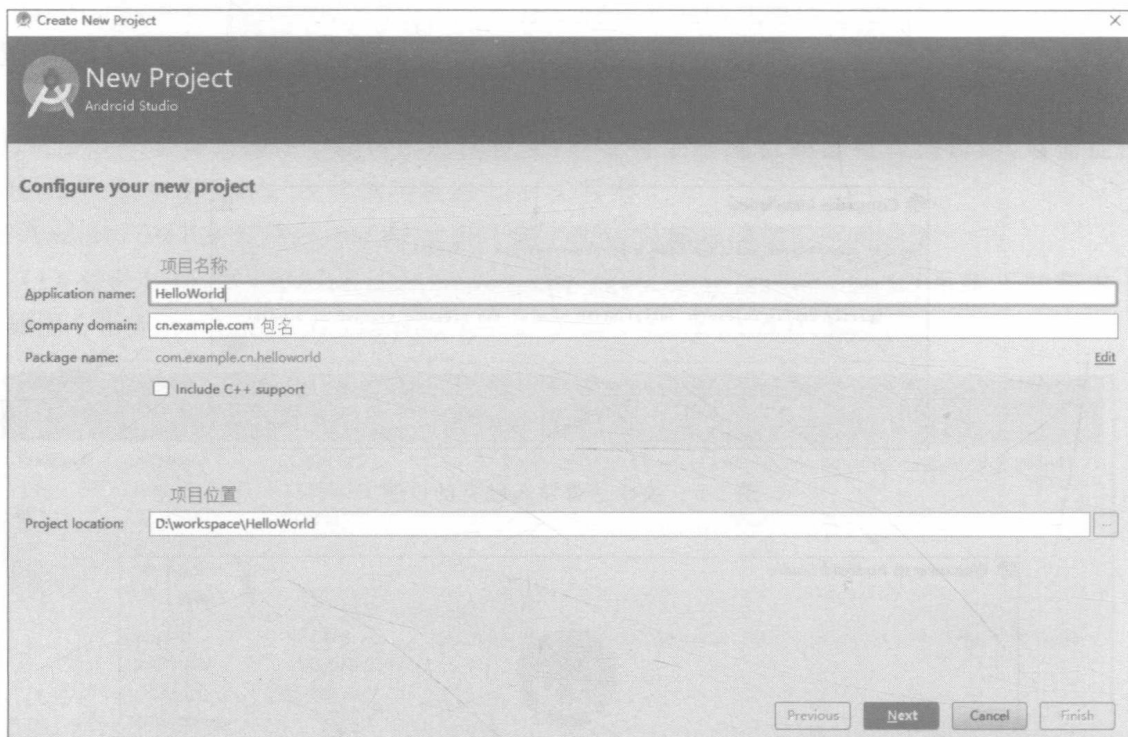 Create New Project
New Project
Android Studio
Configure your new project
项目名称
Application name: HelloWorld
Company domain: cn.example.com 包名
Package name: com.example.cn.helloworld Edit
Include C++ support
项目位置
Project location: D:\workspace\HelloWorld ...
Previous Next Cancel Finish